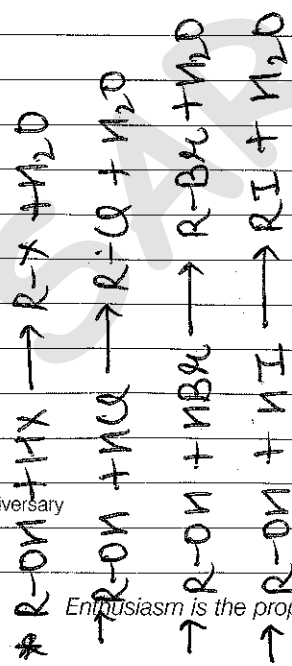 * R-OH + HX → R-X + H2O
→ R-OH + HCl → R-Cl + H2O
→ R-OH + HBr → R-Br + H2O
→ R-OH + HI → RI + H2O
iversary
Enthusiasm is the prop
SAR